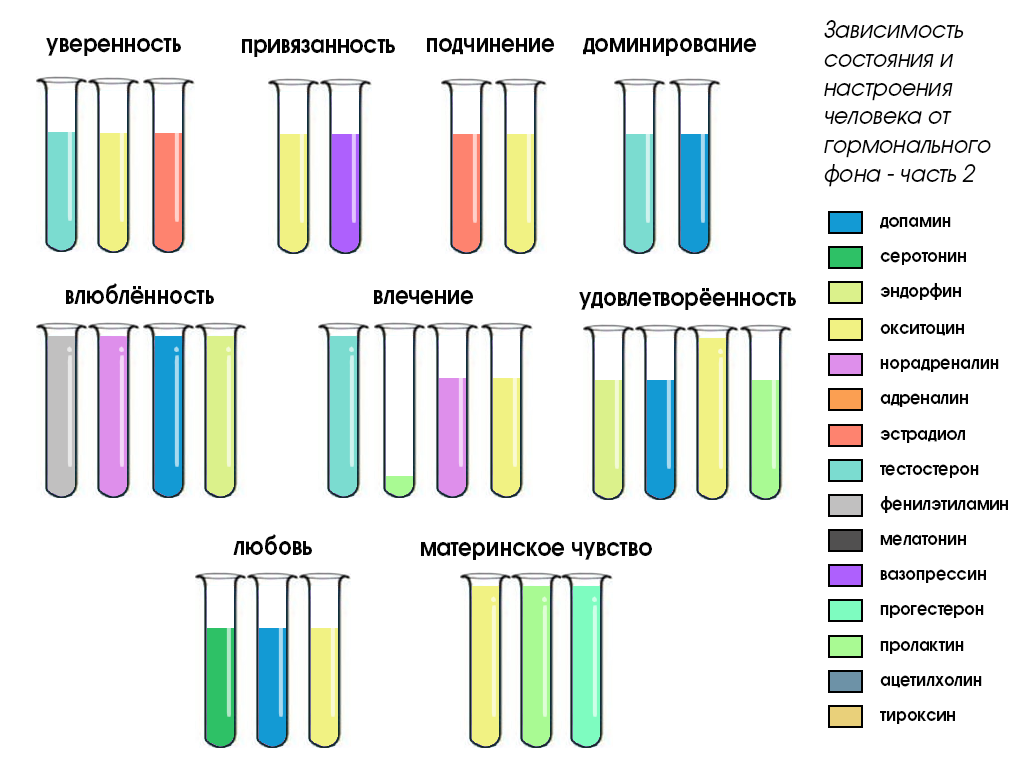 уверенность
привязанность
подчинение
доминирование
Зависимость
состояния и
настроения
человека от
гормонального
фона - часть 2
допамин
серотонин
эндорфин
окситоцин
норадреналин
адреналин
эстрадиол
тестостерон
фенилэтиламин
мелатонин
вазопрессин
прогестерон
пролактин
ацетилхолин
тироксин
влюблённость
влечение
удовлетворёенность
любовь
материнское чувство